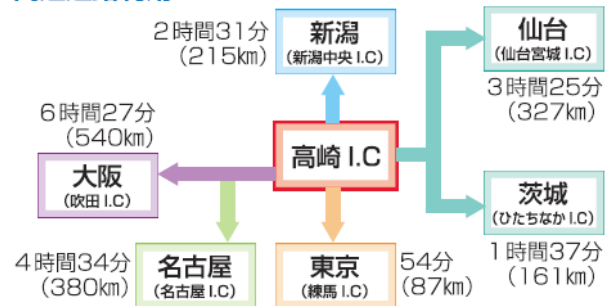 2時間31分
(215km)
新潟
(新潟中央 I.C)
仙台
(仙台宮城 I.C)
3時間25分
(327km)
6時間27分
(540km)
高崎 I.C
大阪
(吹田 I.C)
茨城
(ひたちなか I.C)
1時間37分
(161km)
4時間34分
(380km)
名古屋
(名古屋 I.C)
東京
(練馬 I.C)
54分
(87km)